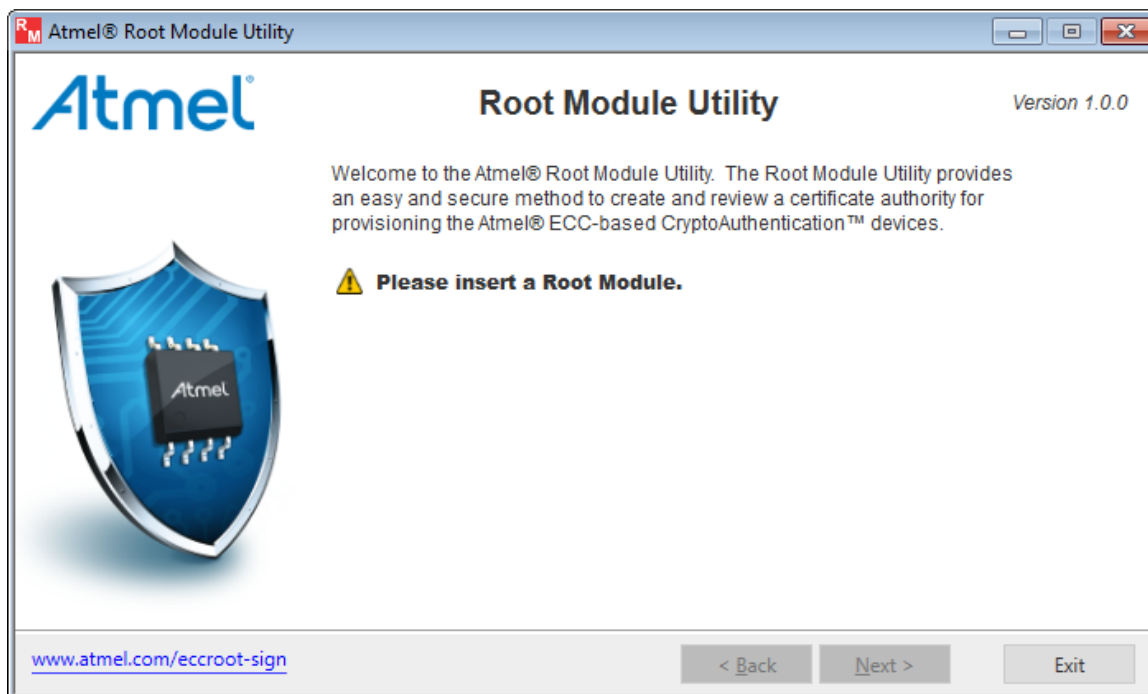 RM Atmel® Root Module Utility
Atmel®
Root Module Utility
Version 1.0.0
Welcome to the Atmel® Root Module Utility. The Root Module Utility provides
an easy and secure method to create and review a certificate authority for
provisioning the Atmel® ECC-based CryptoAuthentication™ devices.
Please insert a Root Module.
Atmel
www.atmel.com/eccroot-sign
< Back
Next >
Exit